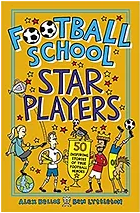 FOOTBALL
SCHOOL
STAR
PLAYERS
50
INSPIRING
STORIES OF
TRUE FOOTBALL
HEROES
Alex Bellos & Ben Lyttleton